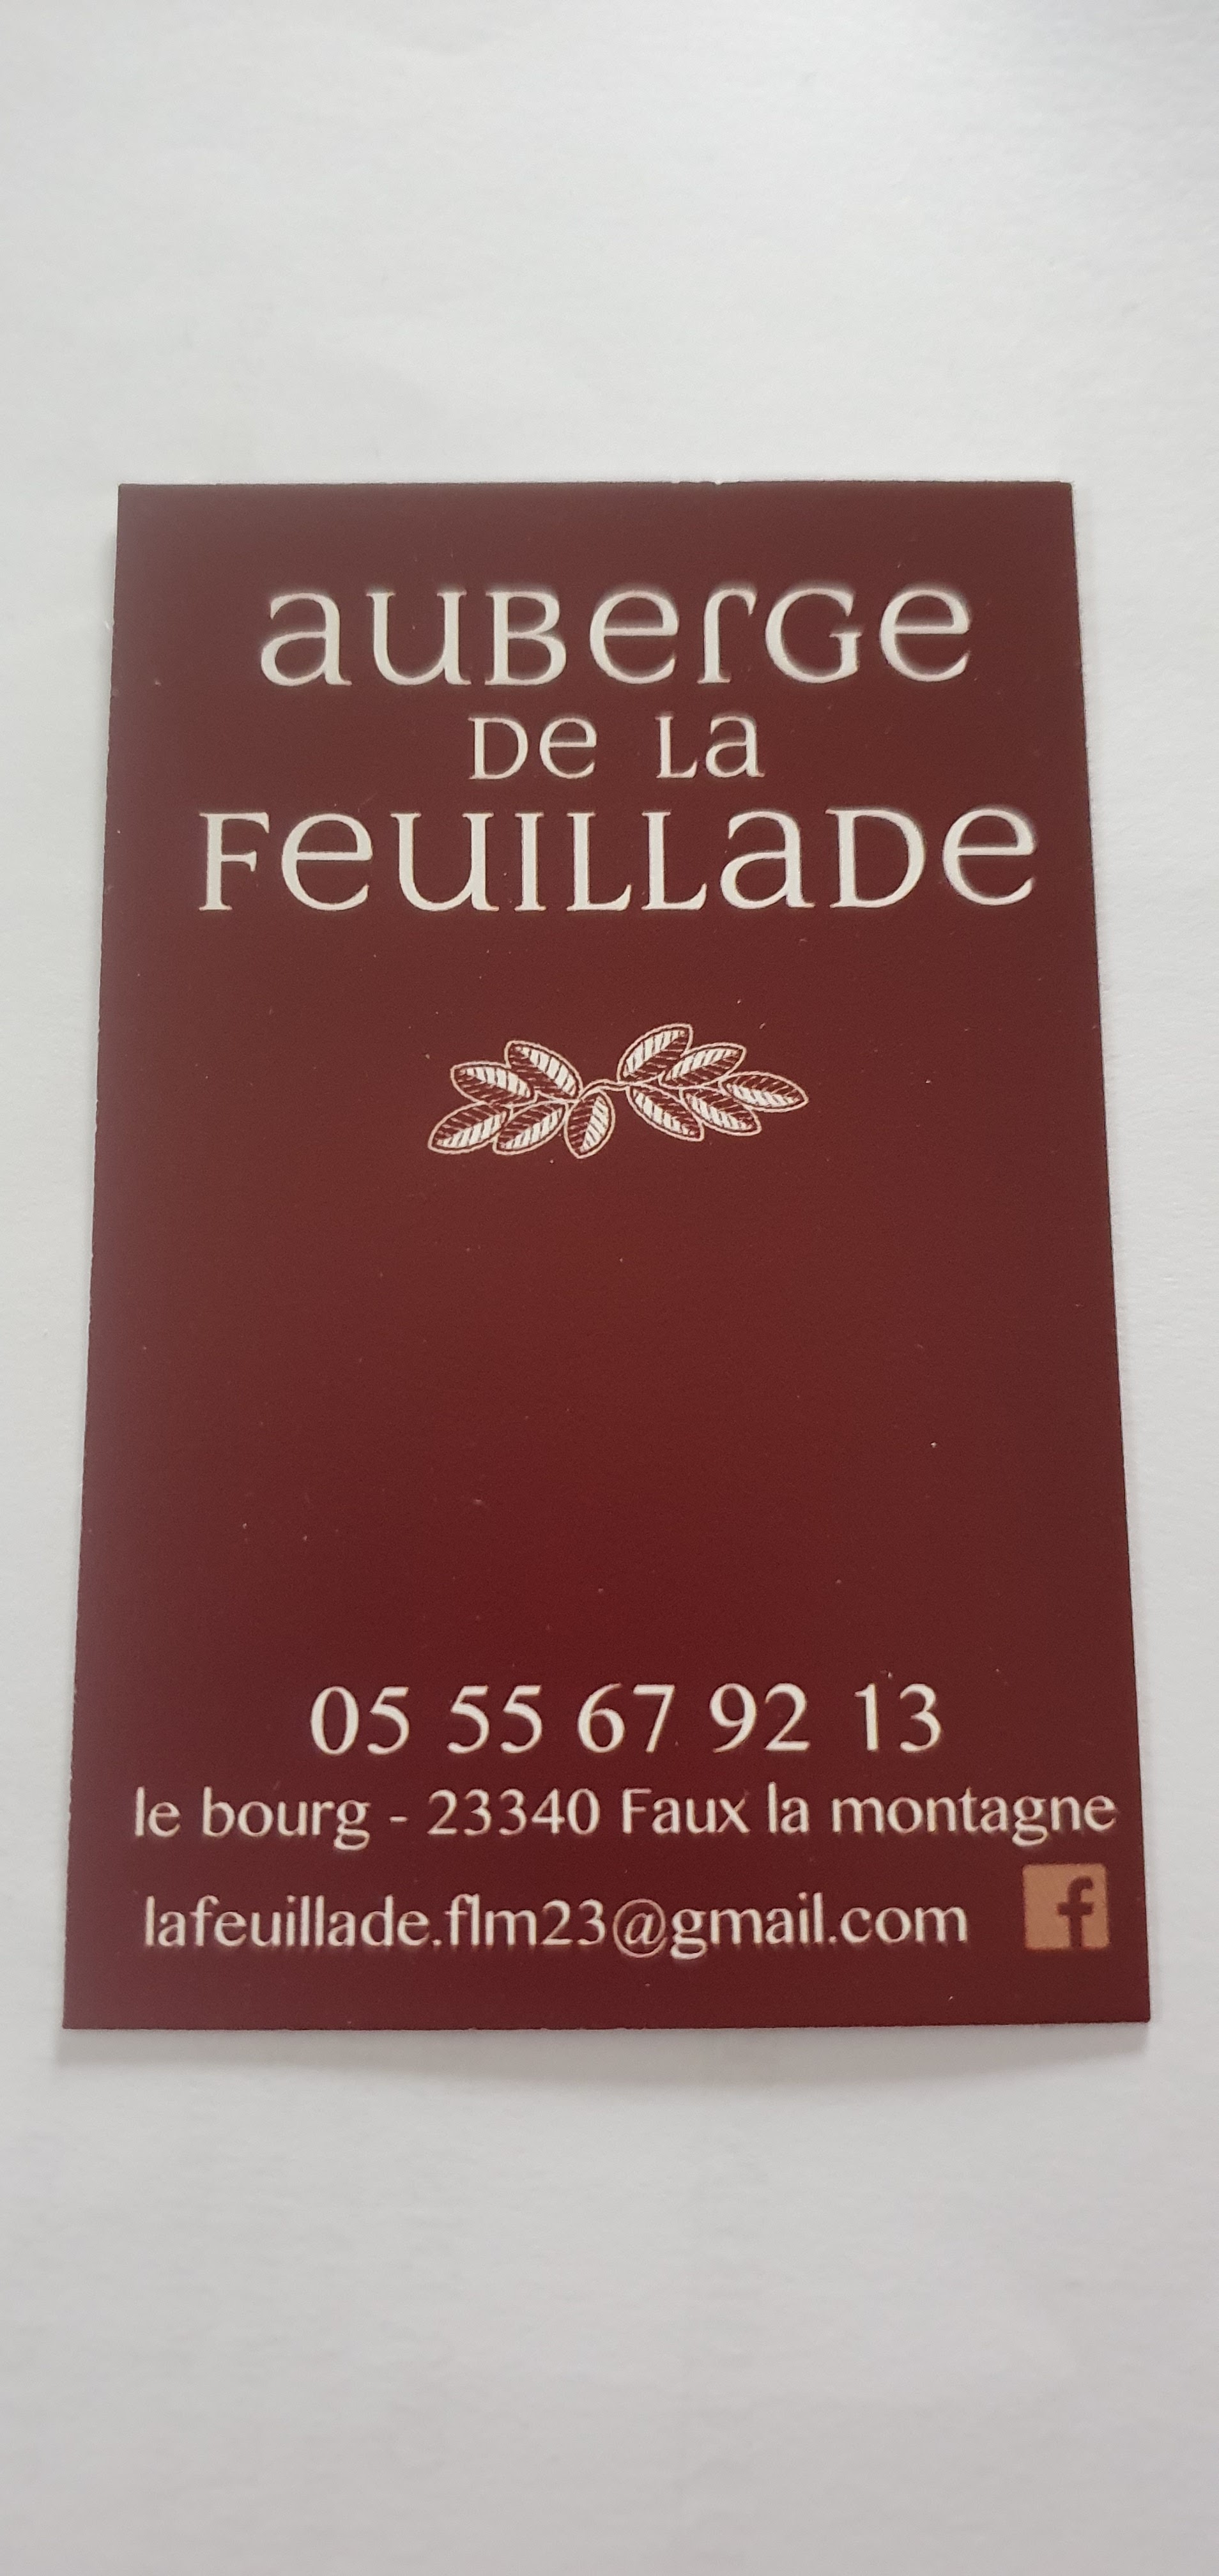 auberge
de la
Feuillade
05 55 67 92 13
le bourg - 23340 Faux la montagne
lafeuillade.flm23@gmail.com f